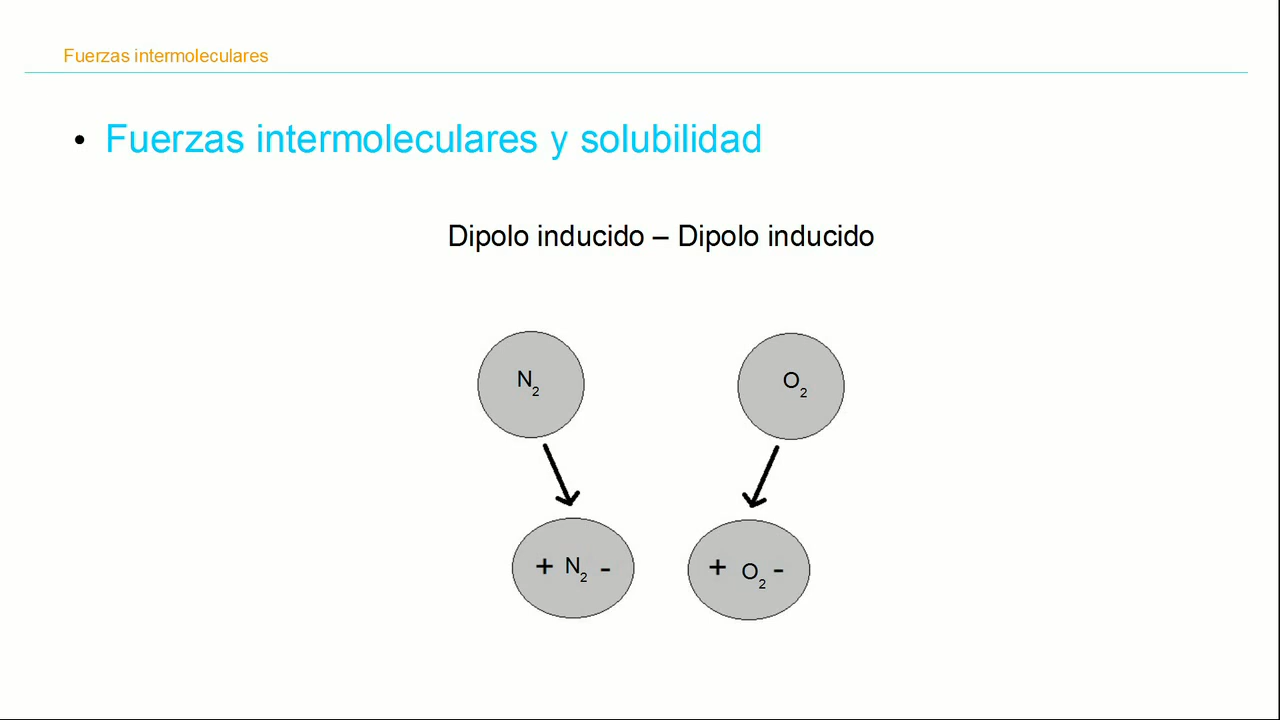 Fuerzas intermoleculares
• Fuerzas intermoleculares y solubilidad
Dipolo inducido – Dipolo inducido
N₂ O₂
+ N₂ - + O₂ -